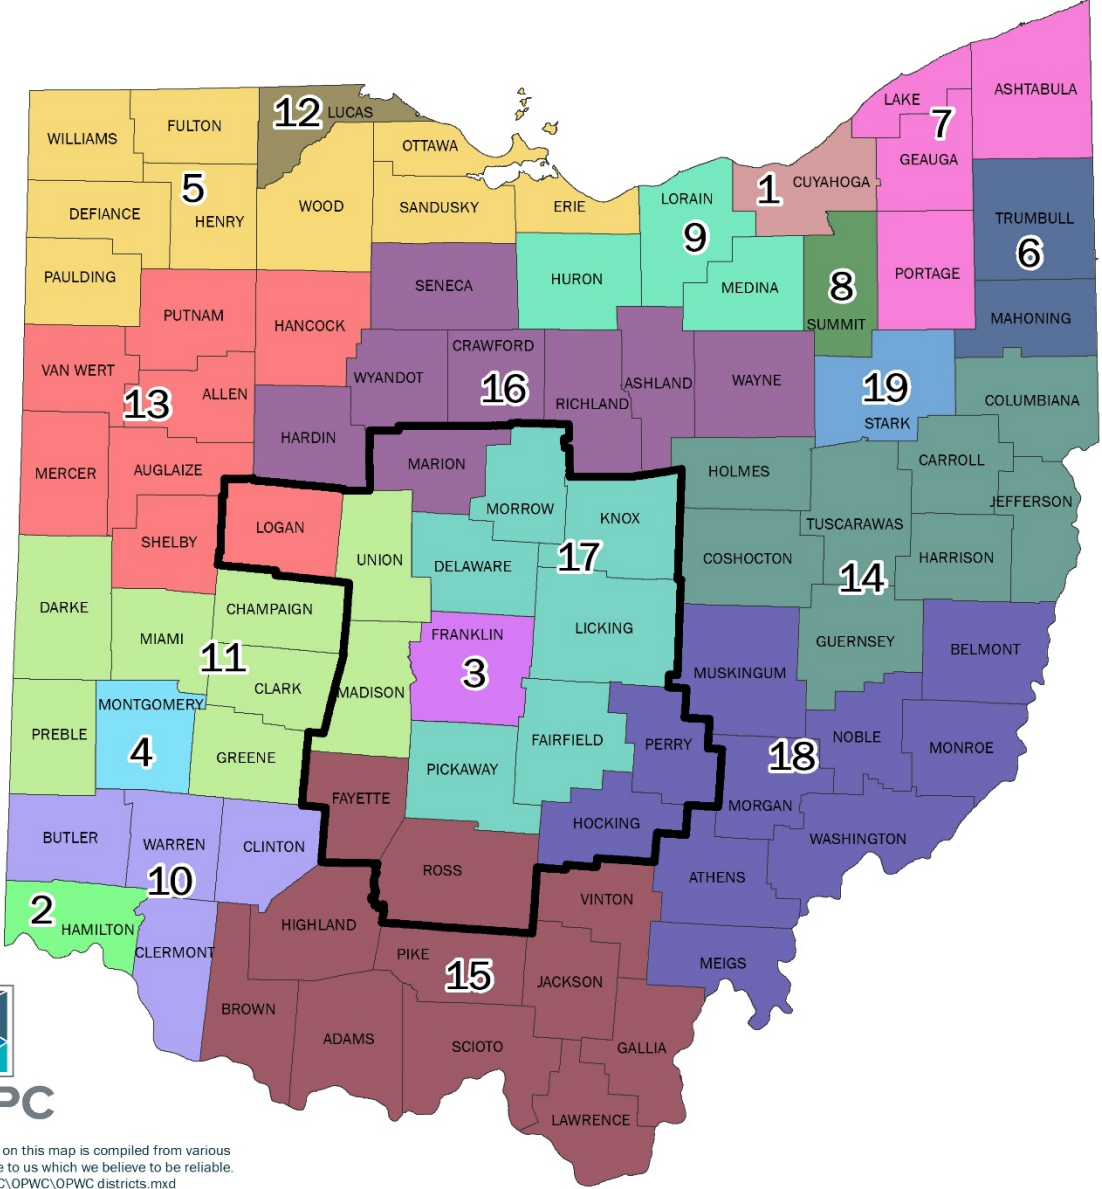 ASHTABULA
LAKE
7
12 LUCAS
FULTON
WILLIAMS
OTTAWA
GEAUGA
5
1 CUYAHOGA
LORAIN
WOOD
SANDUSKY
ERIE
DEFIANCE
HENRY
TRUMBULL
9
6
PAULDING
SENECA
HURON
MEDINA
8
PORTAGE
PUTNAM
HANCOCK
SUMMIT
MAHONING
CRAWFORD
VAN WERT
WYANDOT
16
ASHLAND
WAYNE
19
ALLEN
13
RICHLAND
COLUMBIANA
STARK
HARDIN
MARION
CARROLL
MERCER
AUGLAIZE
HOLMES
JEFFERSON
MORROW
KNOX
LOGAN
TUSCARAWAS
SHELBY
UNION
17
COSHOCTON
HARRISON
DELAWARE
14
DARKE
CHAMPAIGN
MIAMI
LICKING
FRANKLIN
GUERNSEY
BELMONT
11
3
MUSKINGUM
CLARK
MADISON
MONTGOMERY
PREBLE
4
GREENE
FAIRFIELD
PERRY
NOBLE
MONROE
18
PICKAWAY
FAYETTE
MORGAN
HOCKING
BUTLER
WARREN
CLINTON
WASHINGTON
ROSS
10
ATHENS
VINTON
2
HAMILTON
HIGHLAND
CLERMONT
PIKE
15
MEIGS
JACKSON
BROWN
ADAMS
SCIOTO
GALLIA
PC
LAWRENCE
on this map is compiled from various
e to us which we believe to be reliable.
C\OPWC\OPWC districts.mxd